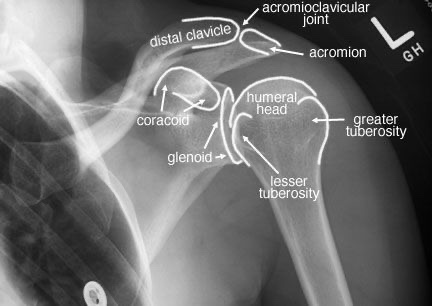 acromioclavicular
joint
distal clavicle
acromion
L
GH
humeral
head
coracoid
greater
tuberosity
glenoid
lesser
tuberosity